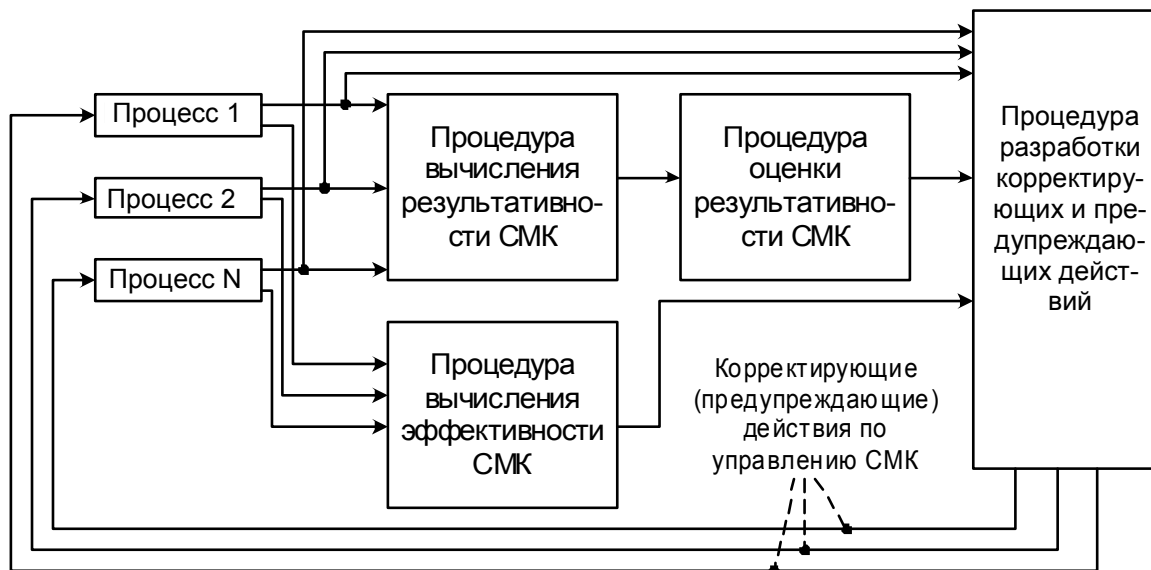 Процесс 1
Процесс 2
Процесс N
Процедура
вычисления
результативно-
сти СМК
Процедура
оценки
результативно-
сти СМК
Процедура
разработки
корректиру-
ющих и пре-
дупреждаю-
щих дейст-
вий
Процедура
вычисления
эффективности
СМК
Корректирующие
(предупреждающие)
действия по
управлению СМК